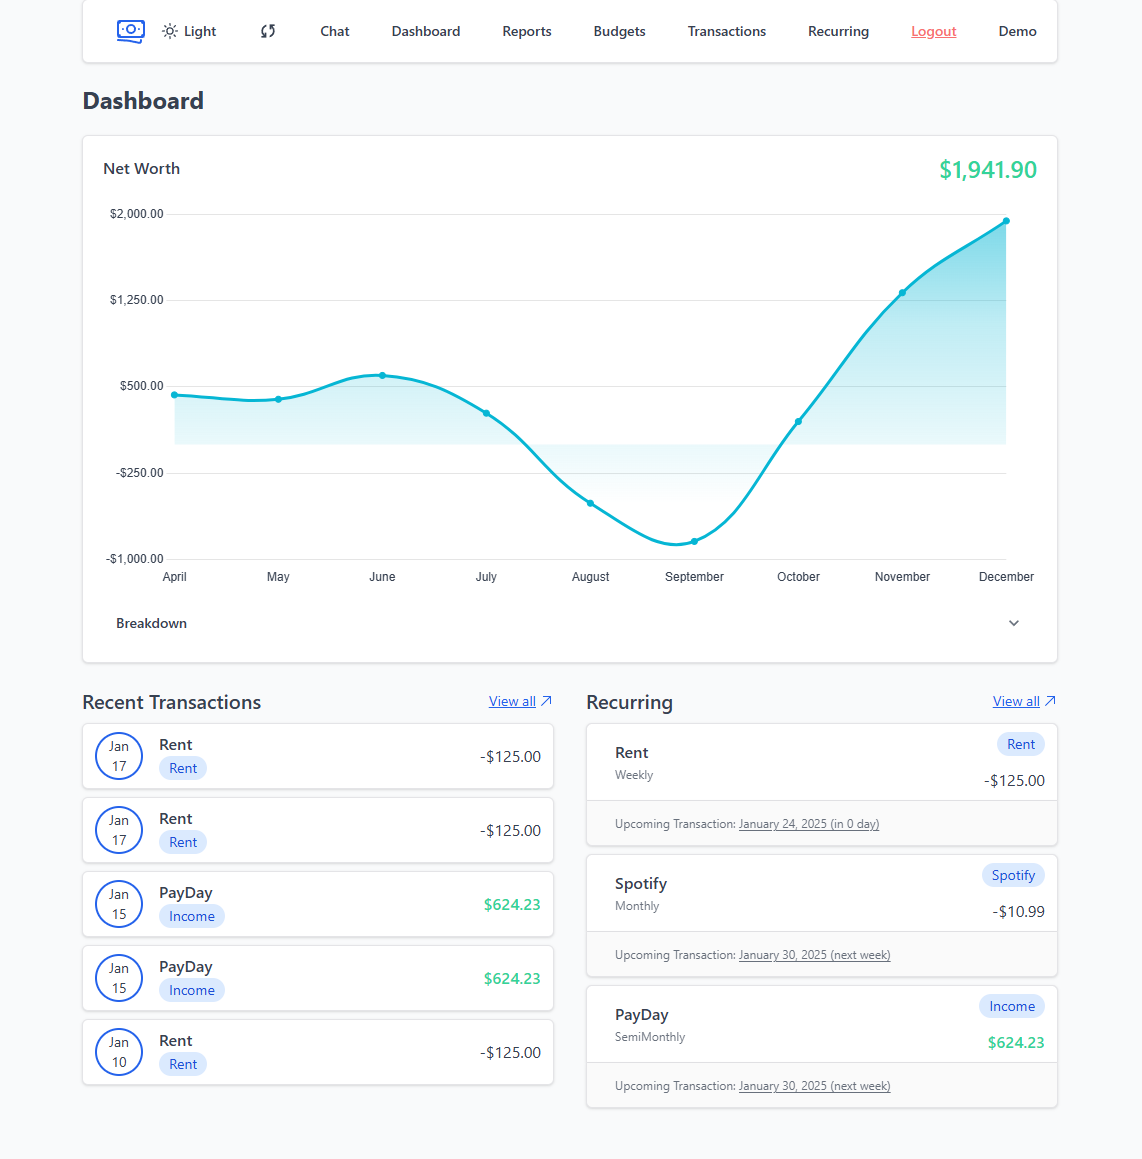 Light Chat Dashboard Reports Budgets Transactions Recurring Logout Demo
Dashboard
Net Worth
$1,941.90
$2,000.00
$1,250.00
$500.00
-$250.00
-$1,000.00
April May June July August September October November December
Breakdown
Recent Transactions
View all
Jan
17
Rent
Rent
-$125.00
Jan
17
Rent
Rent
-$125.00
Jan
15
PayDay
Income
$624.23
Jan
15
PayDay
Income
$624.23
Jan
10
Rent
Rent
-$125.00
Recurring
View all
Rent
Weekly
Rent
-$125.00
Upcoming Transaction: January 24, 2025 (in 0 day)
Spotify
Monthly
Spotify
-$10.99
Upcoming Transaction: January 30, 2025 (next week)
PayDay
SemiMonthly
Income
$624.23
Upcoming Transaction: January 30, 2025 (next week)